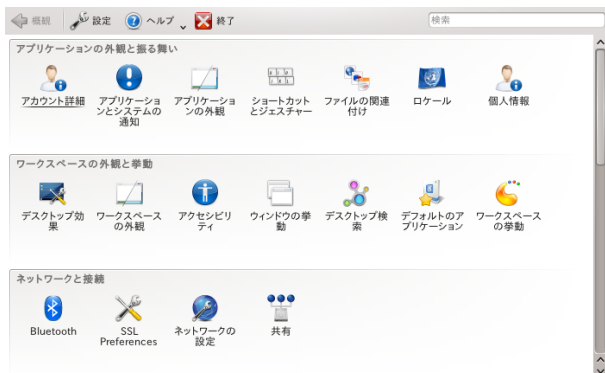 概観 設定 ヘルプ 終了 検索
アプリケーションの外観と振る舞い
アカウント詳細 アプリケーショ アプリケーショ ショートカット ファイルの関連 ロケール 個人情報
ンとシステムの ンの外観 とジェスチャー 付け
通知
ワークスペースの外観と挙動
デスクトップ効 ワークスペース アクセシビリ ウィンドウの挙 デスクトップ検 デフォルトのア ワークスペース
果 の外観 ティ 動 索 プリケーション の挙動
ネットワークと接続
Bluetooth SSL ネットワークの 共有
Preferences 設定